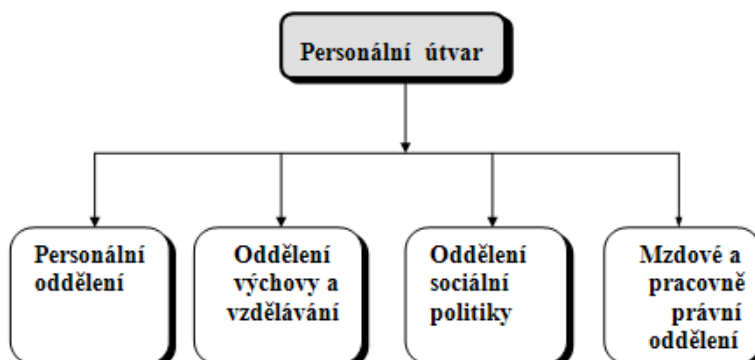 Personální útvar
Personální
oddělení
Oddělení
výchovy a
vzdělávání
Oddělení
sociální
politiky
Mzdové a
pracovně
právní
oddělení